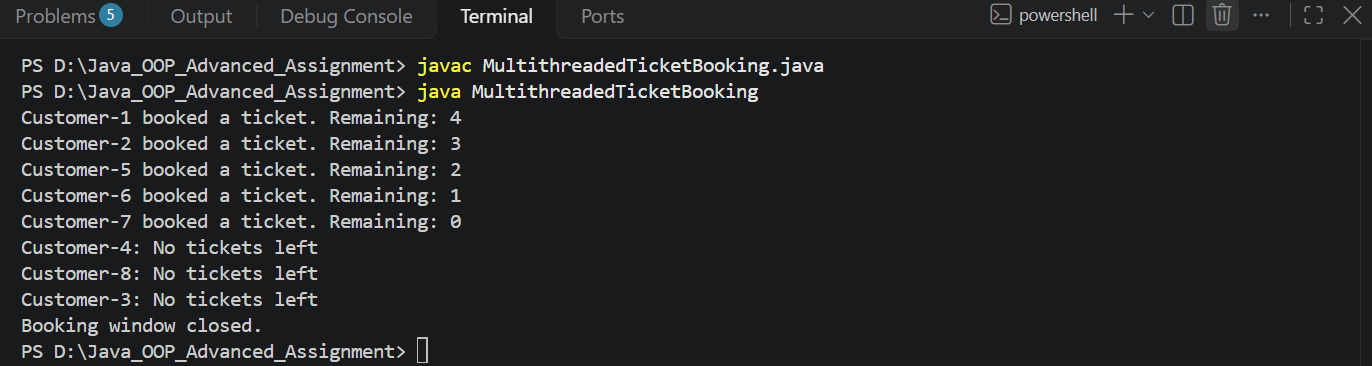 Problems 5 Output Debug Console Terminal Ports powershell
PS D:\Java_OOP_Advanced_Assignment> javac MultithreadedTicketBooking.java
PS D:\Java_OOP_Advanced_Assignment> java MultithreadedTicketBooking
Customer-1 booked a ticket. Remaining: 4
Customer-2 booked a ticket. Remaining: 3
Customer-5 booked a ticket. Remaining: 2
Customer-6 booked a ticket. Remaining: 1
Customer-7 booked a ticket. Remaining: 0
Customer-4: No tickets left
Customer-8: No tickets left
Customer-3: No tickets left
Booking window closed.
PS D:\Java_OOP_Advanced_Assignment>